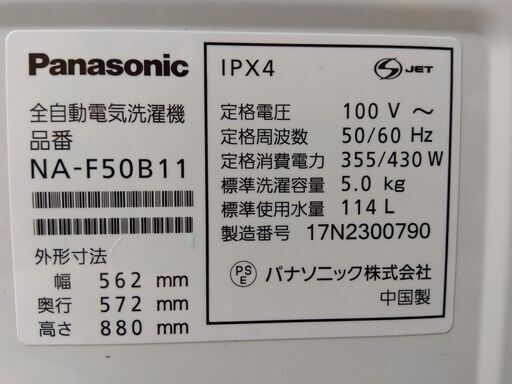 Panasonic
全自動電気洗濯機
品番
NA-F50B11
外形寸法
幅 562 mm
奥行 572 mm
高さ 880 mm
IPX4
S JET
定格電圧 100 V ～
定格周波数 50/60 Hz
定格消費電力 355/430 W
標準洗濯容量 5.0 kg
標準使用水量 114 L
製造番号 17N2300790
PS E パナソニック株式会社
中国製